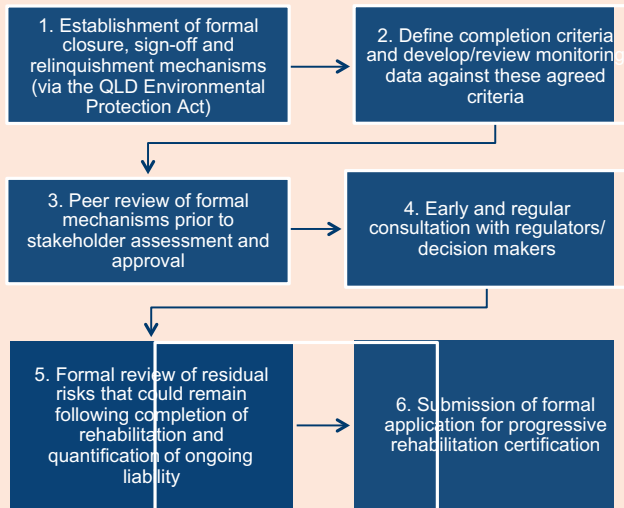 1. Establishment of formal
closure, sign-off and
relinquishment mechanisms
(via the QLD Environmental
Protection Act)
2. Define completion criteria
and develop/review monitoring
data against these agreed
criteria
3. Peer review of formal
mechanisms prior to
stakeholder assessment and
approval
4. Early and regular
consultation with regulators/
decision makers
5. Formal review of residual
risks that could remain
following completion of
rehabilitation and
quantification of ongoing
liability
6. Submission of formal
application for progressive
rehabilitation certification